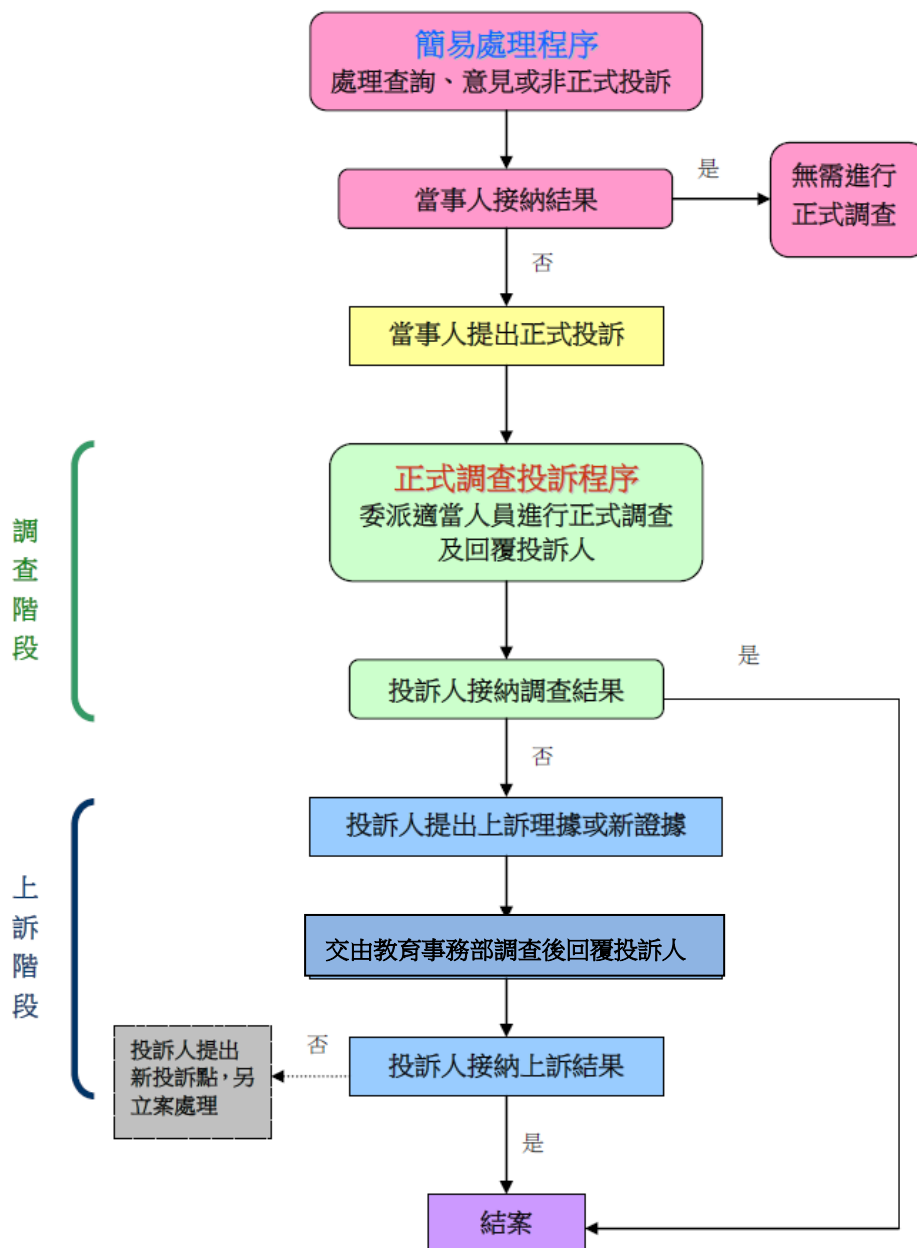 簡易處理程序
處理查詢、意見或非正式投訴
是
無需進行
正式調查
當事人接納結果
否
當事人提出正式投訴
調
查
階
段
正式調查投訴程序
委派適當人員進行正式調查
及回覆投訴人
是
投訴人接納調查結果
否
上
訴
階
段
投訴人提出上訴理據或新證據
交由教育事務部調查後回覆投訴人
投訴人接納上訴結果
否
投訴人提出
新投訴點，另
立案處理
是
結案